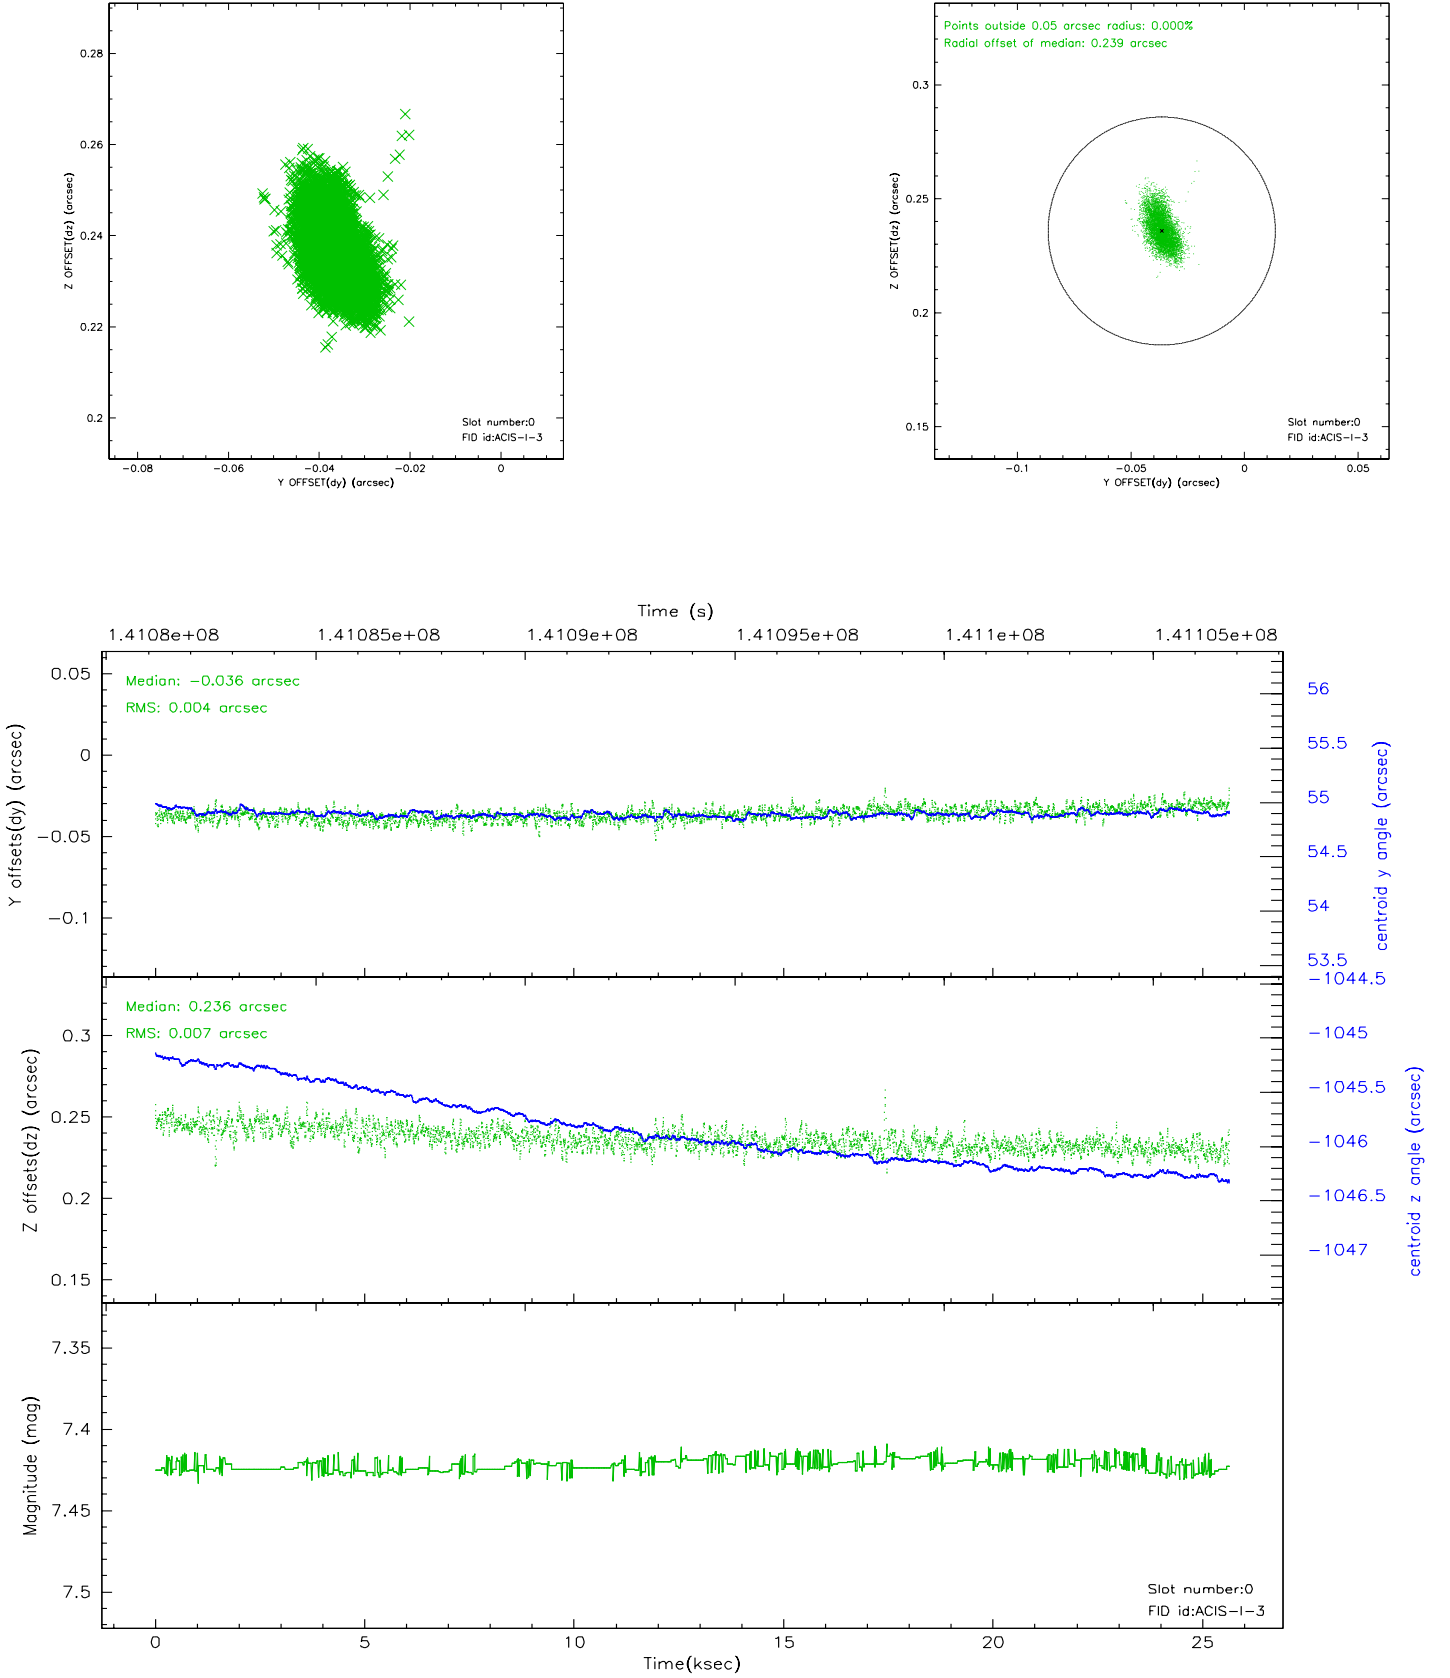 0.28
0.26
0.24
0.22
0.2
Z OFFSET(dz) (arcsec)
Slot number:0
FID id:ACIS-I-3
-0.08
-0.06
-0.04
-0.02
0
Y OFFSET(dy) (arcsec)
Points outside 0.05 arcsec radius: 0.000%
Radial offset of median: 0.239 arcsec
0.3
0.25
0.2
0.15
Z OFFSET(dz) (arcsec)
Slot number:0
FID id:ACIS-I-3
-0.1
-0.05
0
0.05
Y OFFSET(dy) (arcsec)
Time (s)
1.4108e+08
1.41085e+08
1.4109e+08
1.41095e+08
1.411e+08
1.41105e+08
Median: -0.036 arcsec
RMS: 0.004 arcsec
0.05
0
-0.05
-0.1
Y offsets(dy) (arcsec)
56
55.5
55
54.5
54
53.5
centroid y angle (arcsec)
Median: 0.236 arcsec
RMS: 0.007 arcsec
0.3
0.25
0.2
0.15
Z offsets(dz) (arcsec)
-1044.5
-1045
-1045.5
-1046
-1046.5
-1047
centroid z angle (arcsec)
7.35
7.4
7.45
7.5
Magnitude (mag)
Slot number:0
FID id:ACIS-I-3
0
5
10
15
20
25
Time(ksec)